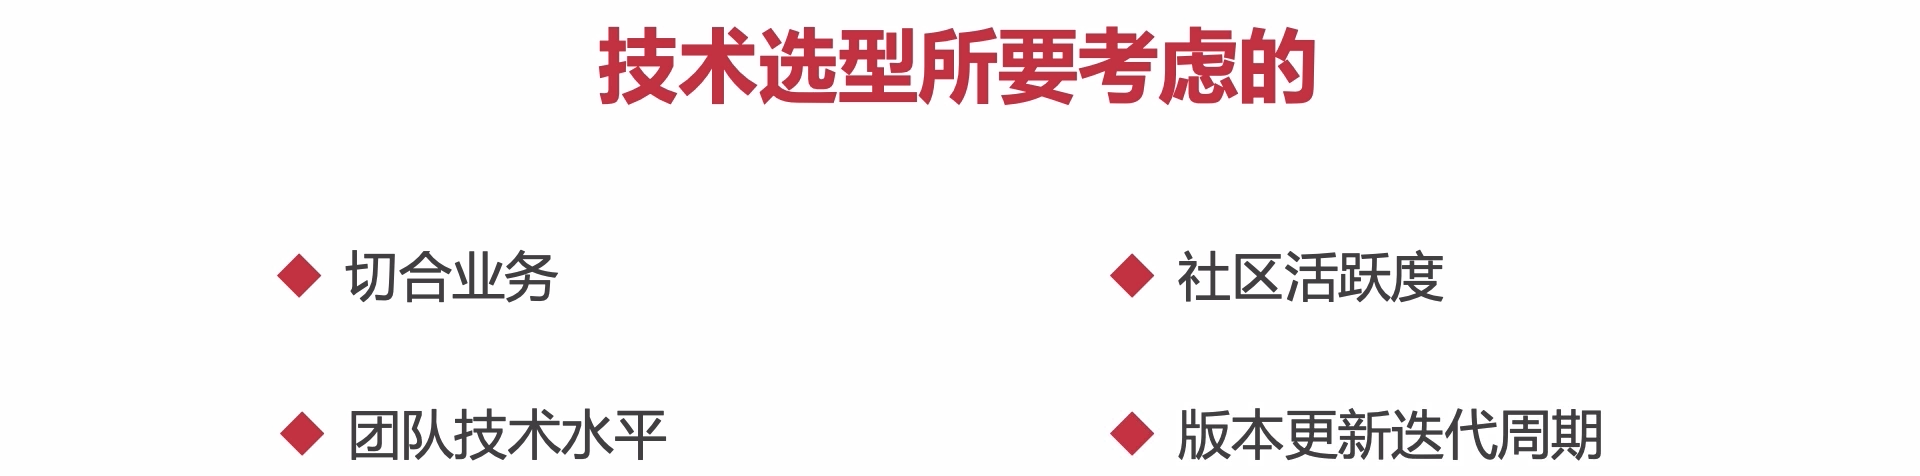 技术选型所要考虑的
切合业务
社区活跃度
团队技术水平
版本更新迭代周期